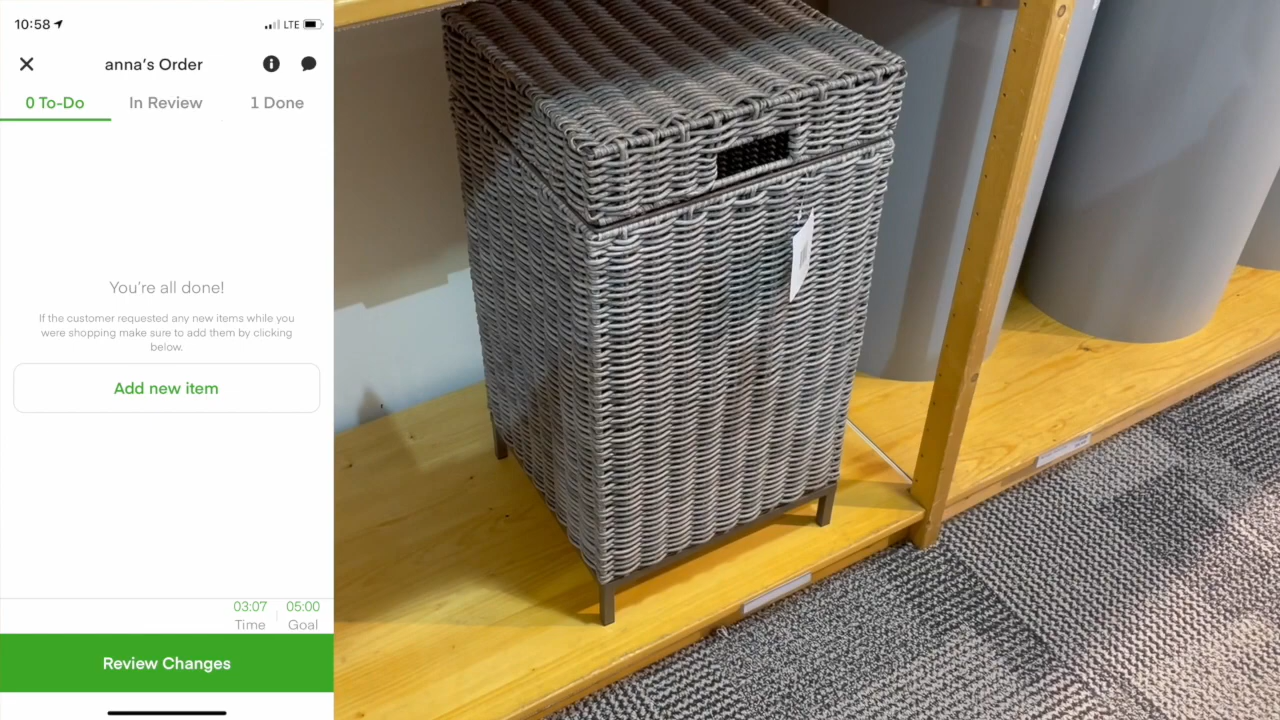 10:58
LTE
anna's Order
0 To-Do
In Review
1 Done
You're all done!
If the customer requested any new items while you
were shopping make sure to add them by clicking
below.
Add new item
03:07
05:00
Time
Goal
Review Changes